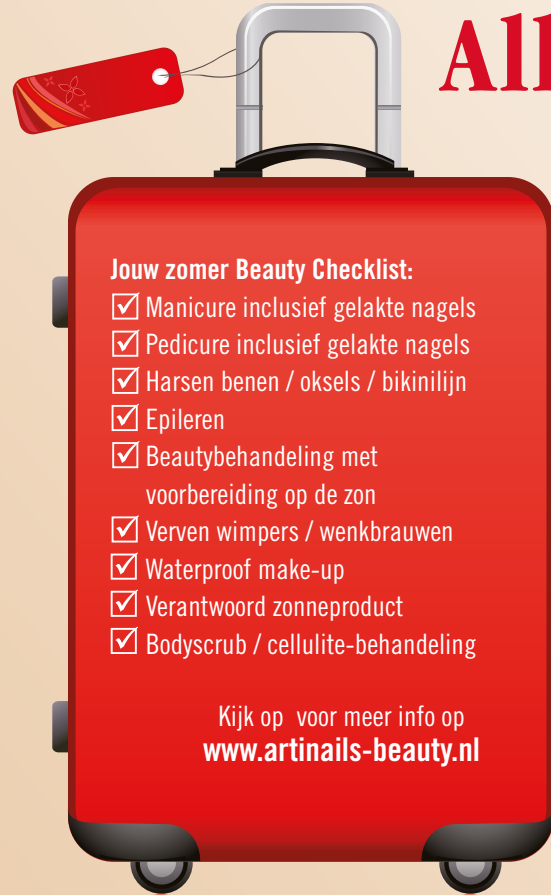 All
Jouw zomer Beauty Checklist:
Manicure inclusief gelakte nagels
Pedicure inclusief gelakte nagels
Harsen benen / oksels / bikinilijn
Epileren
Beautybehandeling met
voorbereiding op de zon
Verven wimpers / wenkbrauwen
Waterproof make-up
Verantwoord zonneproduct
Bodyscrub / cellulite-behandeling
Kijk op  voor meer info op
www.artinails-beauty.nl